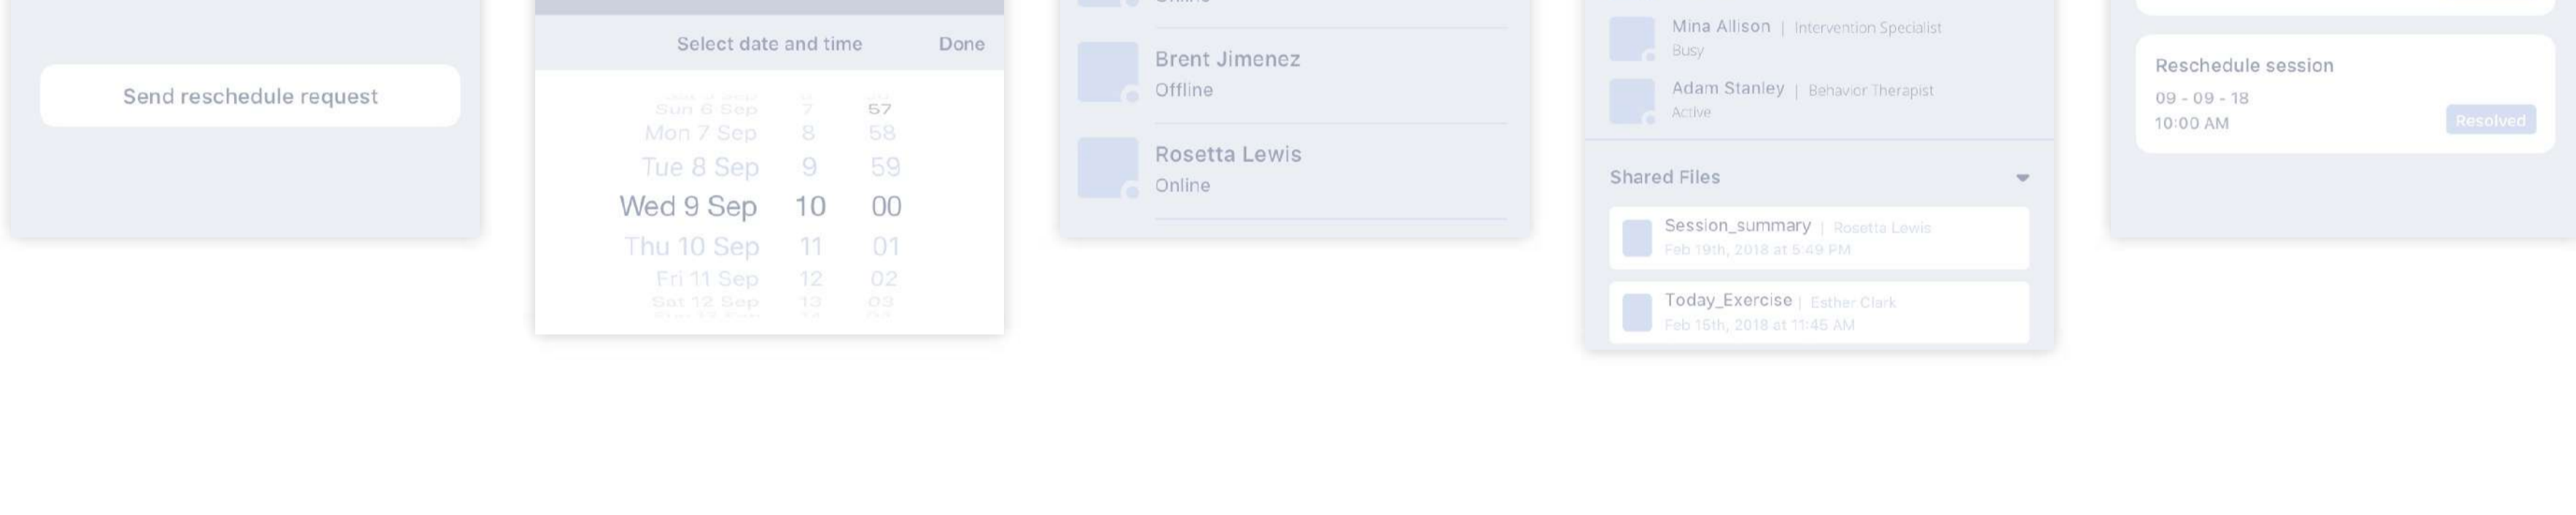 Send reschedule request
Select date and time Done
Sun 6 Sep 7 57
Mon 7 Sep 8 58
Tue 8 Sep 9 59
Wed 9 Sep 10 00
Thu 10 Sep 11 01
Fri 11 Sep 12 02
Sat 12 Sep 13 03
Online
Brent Jimenez
Offline
Rosetta Lewis
Online
Mina Allison | Intervention Specialist
Busy
Adam Stanley | Behavior Therapist
Active
Shared Files
Session_summary | Rosetta Lewis
Feb 19th, 2018 at 5:49 PM
Today_Exercise | Esther Clark
Feb 15th, 2018 at 11:45 AM
Reschedule session
09 - 09 - 18
10:00 AM
Resolved